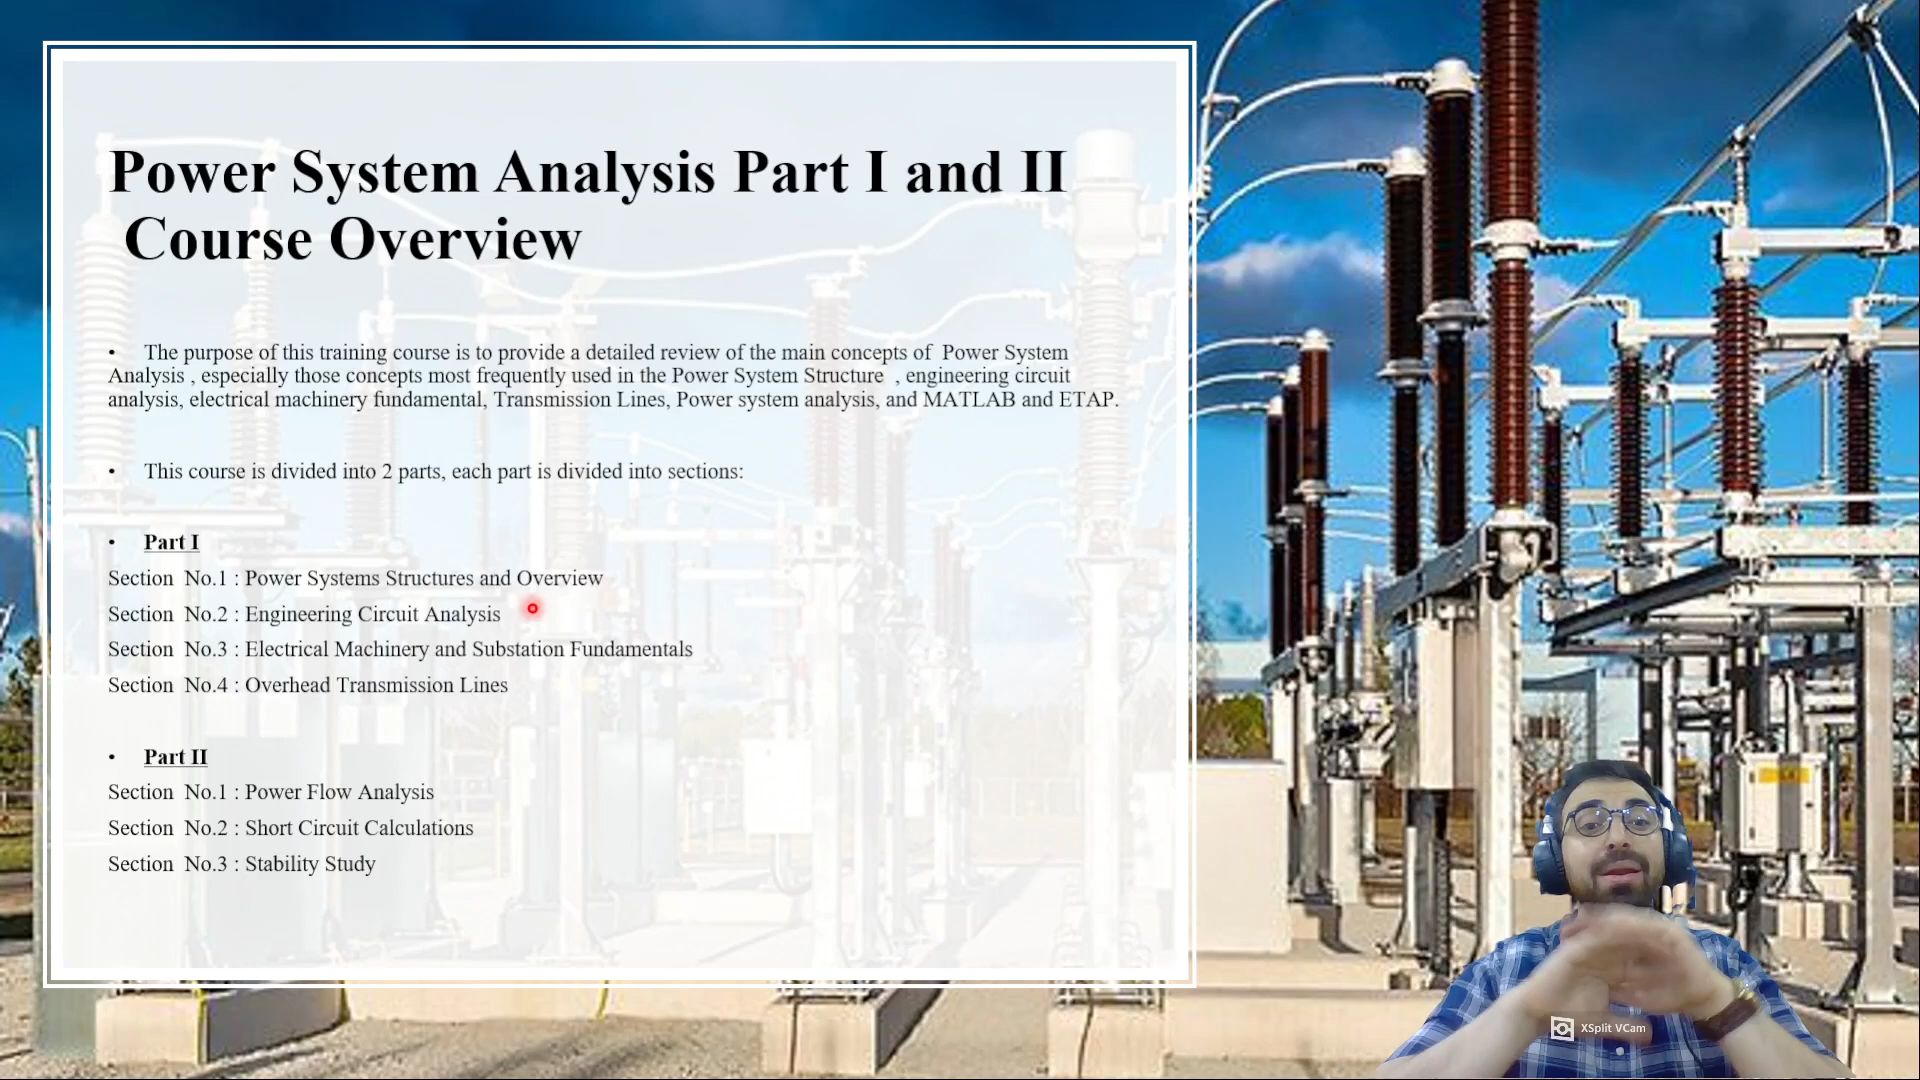 Power System Analysis Part I and II
Course Overview
• The purpose of this training course is to provide a detailed review of the main concepts of Power System
Analysis , especially those concepts most frequently used in the Power System Structure , engineering circuit
analysis, electrical machinery fundamental, Transmission Lines, Power system analysis, and MATLAB and ETAP.
• This course is divided into 2 parts, each part is divided into sections:
• Part I
Section No.1 : Power Systems Structures and Overview
Section No.2 : Engineering Circuit Analysis
Section No.3 : Electrical Machinery and Substation Fundamentals
Section No.4 : Overhead Transmission Lines
• Part II
Section No.1 : Power Flow Analysis
Section No.2 : Short Circuit Calculations
Section No.3 : Stability Study
XSplit VCam